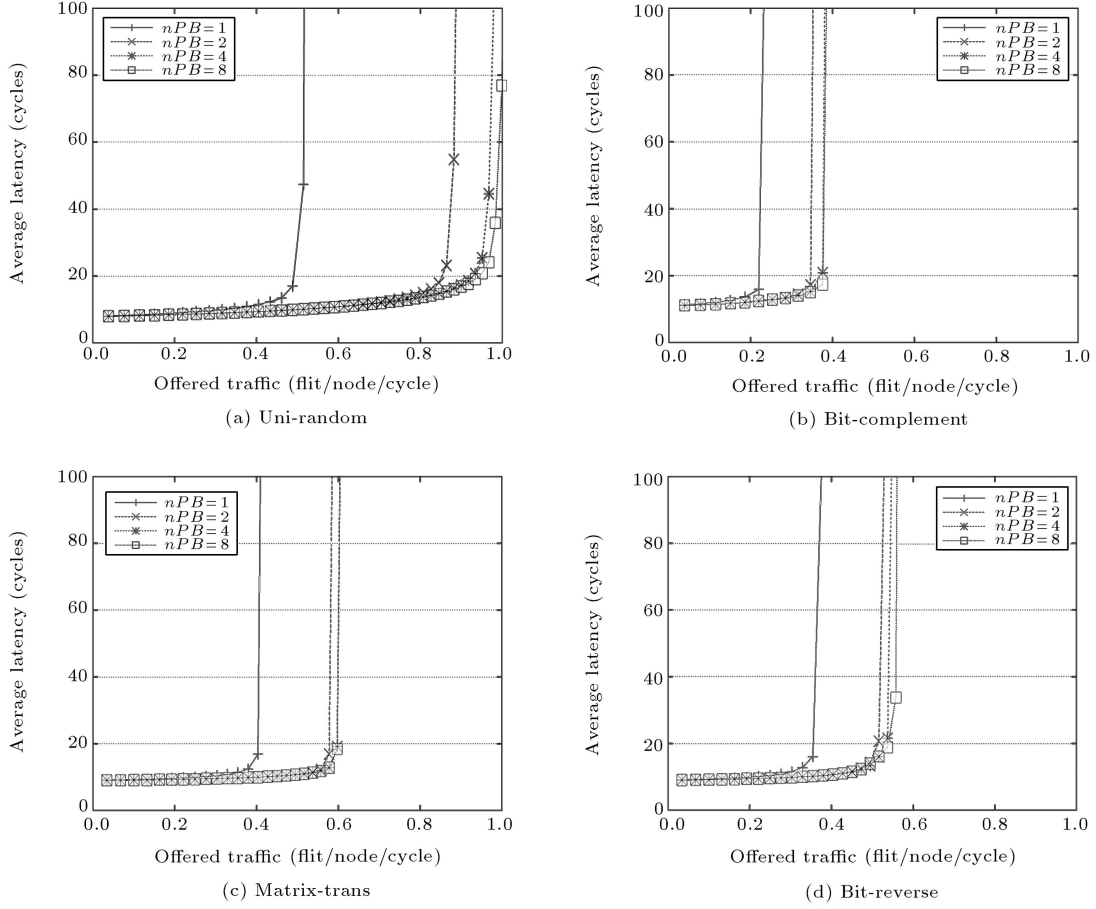 100
80
60
40
20
0
Average latency (cycles)
nPB=1
nPB=2
nPB=4
nPB=8
0.0 0.2 0.4 0.6 0.8 1.0
Offered traffic (flit/node/cycle)
(a) Uni-random
100
80
60
40
20
0
Average latency (cycles)
nPB=1
nPB=2
nPB=4
nPB=8
0.0 0.2 0.4 0.6 0.8 1.0
Offered traffic (flit/node/cycle)
(b) Bit-complement
100
80
60
40
20
0
Average latency (cycles)
nPB=1
nPB=2
nPB=4
nPB=8
0.0 0.2 0.4 0.6 0.8 1.0
Offered traffic (flit/node/cycle)
(c) Matrix-trans
100
80
60
40
20
0
Average latency (cycles)
nPB=1
nPB=2
nPB=4
nPB=8
0.0 0.2 0.4 0.6 0.8 1.0
Offered traffic (flit/node/cycle)
(d) Bit-reverse